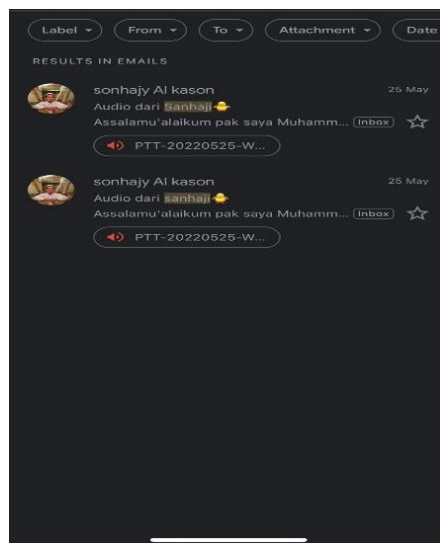 Label From To Attachment Date
RESULTS IN EMAILS
sonhajy Al kason 25 May
Audio dari Sanhaji🐥
Assalamu'alaikum pak saya Muhamm... Inbox
PTT-20220525-W...
sonhajy Al kason 25 May
Audio dari sanhaji🐥
Assalamu'alaikum pak saya Muhamm... Inbox
PTT-20220525-W...